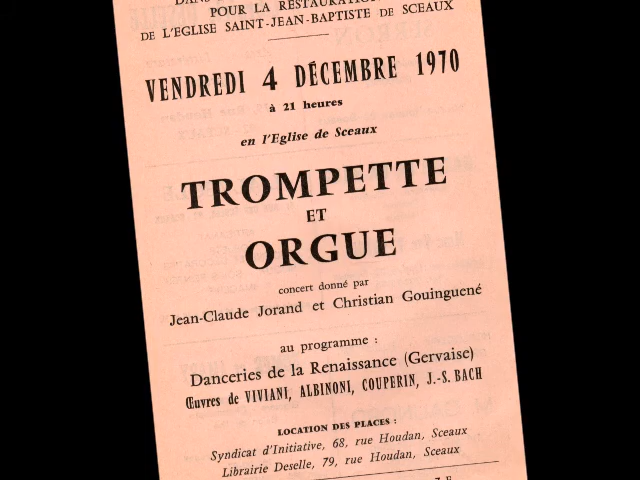 POUR LA RESTAURATION
DE L'EGLISE SAINT-JEAN-BAPTISTE DE SCEAUX
VENDREDI 4 DÉCEMBRE 1970
à 21 heures
en l'Eglise de Sceaux
TROMPETTE
ET
ORGUE
concert donné par
Jean-Claude Jorand et Christian Gouinguené
au programme :
Danceries de la Renaissance (Gervaise)
Œuvres de VIVIANI, ALBINONI, COUPERIN, J.-S. BACH
LOCATION DES PLACES :
Syndicat d'Initiative, 68, rue Houdan, Sceaux
Librairie Deselle, 79, rue Houdan, Sceaux